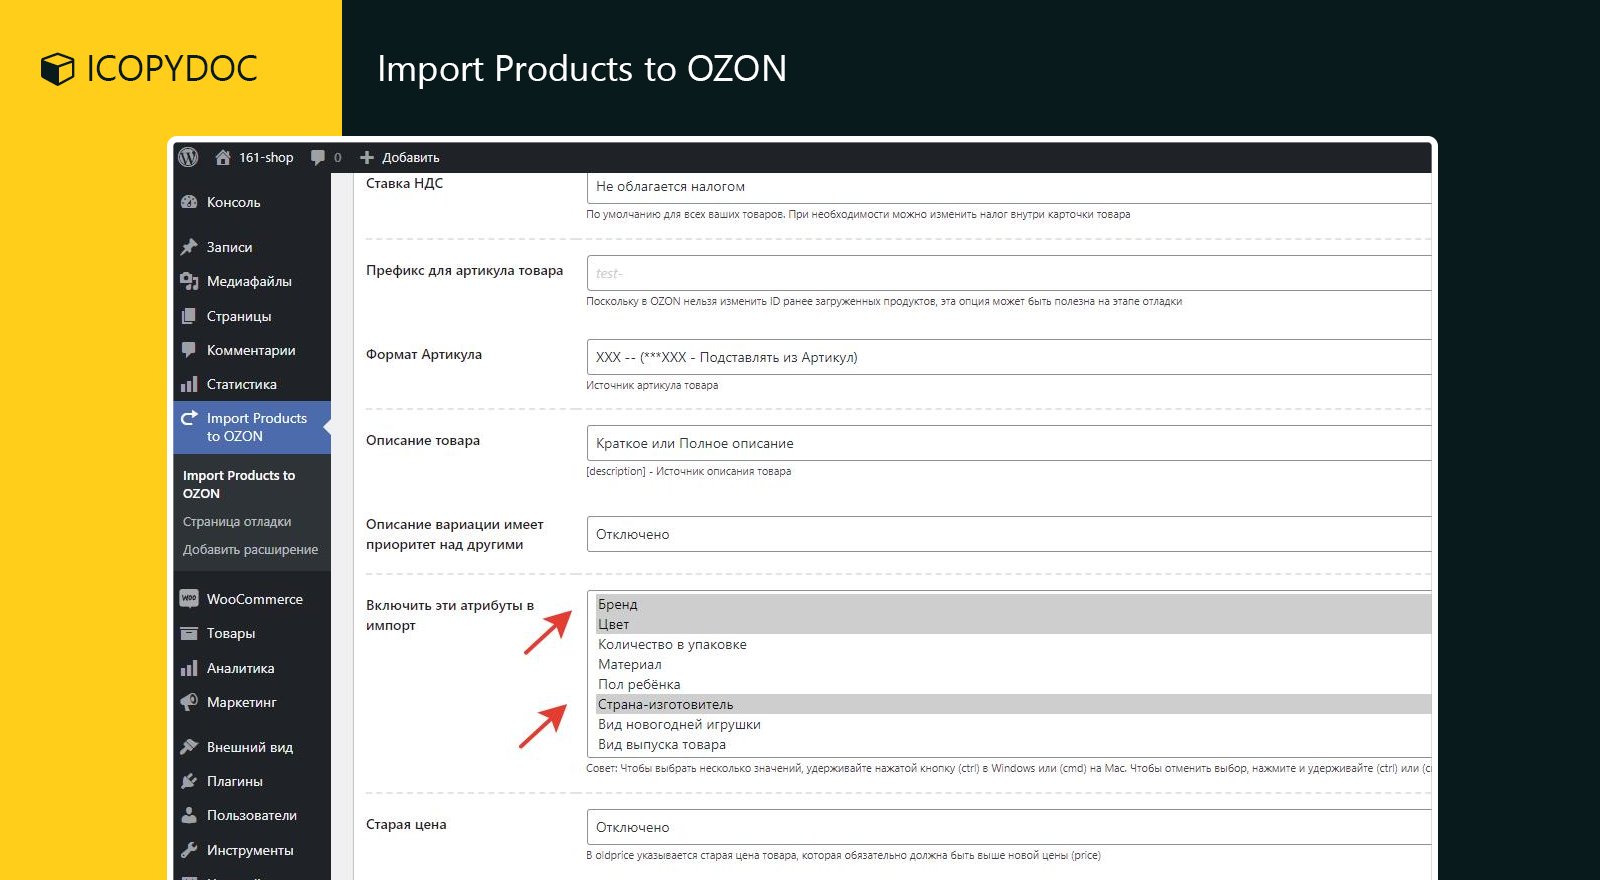 ICOPYDOC
Import Products to OZON
161-shop
0
Добавить
Консоль
Записи
Медиафайлы
Страницы
Комментарии
Статистика
Import Products
to OZON
Import Products to
OZON
Страница отладки
Добавить расширение
WooCommerce
Товары
Аналитика
Маркетинг
Внешний вид
Плагины
Пользователи
Инструменты
Ставка НДС
Не облагается налогом
По умолчанию для всех ваших товаров. При необходимости можно изменить налог внутри карточки товара
Префикс для артикула товара
test-
Поскольку в OZON нельзя изменить ID ранее загруженных продуктов, эта опция может быть полезна на этапе отладки
Формат Артикула
XXX -- (***XXX - Подставлять из Артикул)
Источник артикула товара
Описание товара
Краткое или Полное описание
[description] - Источник описания товара
Описание вариации имеет
приоритет над другими
Отключено
Включить эти атрибуты в
импорт
Бренд
Цвет
Количество в упаковке
Материал
Пол ребёнка
Страна-изготовитель
Вид новогодней игрушки
Вид выпуска товара
Совет: Чтобы выбрать несколько значений, удерживайте нажатой кнопку (ctrl) в Windows или (cmd) на Mac. Чтобы отменить выбор, нажмите и удерживайте (ctrl) или (c
Старая цена
Отключено
В oldprice указывается старая цена товара, которая обязательно должна быть выше новой цены (price)